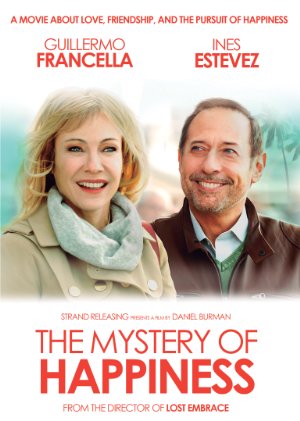 A MOVIE ABOUT LOVE, FRIENDSHIP, AND THE PURSUIT OF HAPPINESS
GUILLERMO FRANCELLA
INES ESTEVEZ
STRAND RELEASING PRESENTS A FILM BY DANIEL BURMAN
THE MYSTERY OF
HAPPINESS
FROM THE DIRECTOR OF LOST EMBRACE